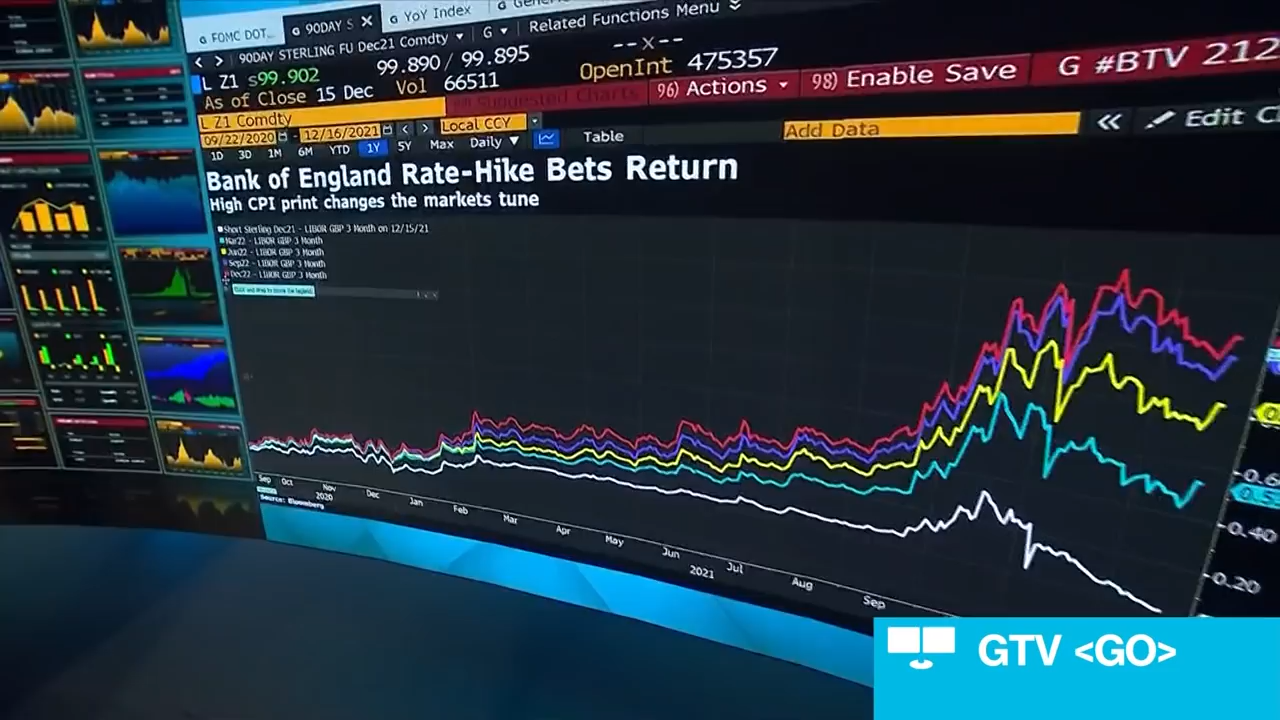 G FOMC DOT...
G 90DAY S X
G YoY Index
G
90DAY STERLING FU Dec21 Comdty
G
Related Functions Menu
L Z1 s99.902
99.890 / 99.895
--x--
As of Close 15 Dec
Vol 66511
OpenInt 475357
96) Actions
98) Enable Save
G #BTV 212
L Z1 Comdty
09/22/2020 - 12/16/2021
Local CCY
Add Data
Edit C
1D 3D 1M 6M YTD 1Y 5Y Max Daily
Table
Bank of England Rate-Hike Bets Return
High CPI print changes the markets tune
Short Sterling Dec21 - LIBOR GBP 3 Month on 12/15/21
Mar22 - LIBOR GBP 3 Month
Jun22 - LIBOR GBP 3 Month
Sep22 - LIBOR GBP 3 Month
Dec22 - LIBOR GBP 3 Month
0.40
0.20
Sep Oct Nov Dec Jan Feb Mar Apr May Jun Jul Aug Sep
2020
2021
Source: Bloomberg
GTV <GO>